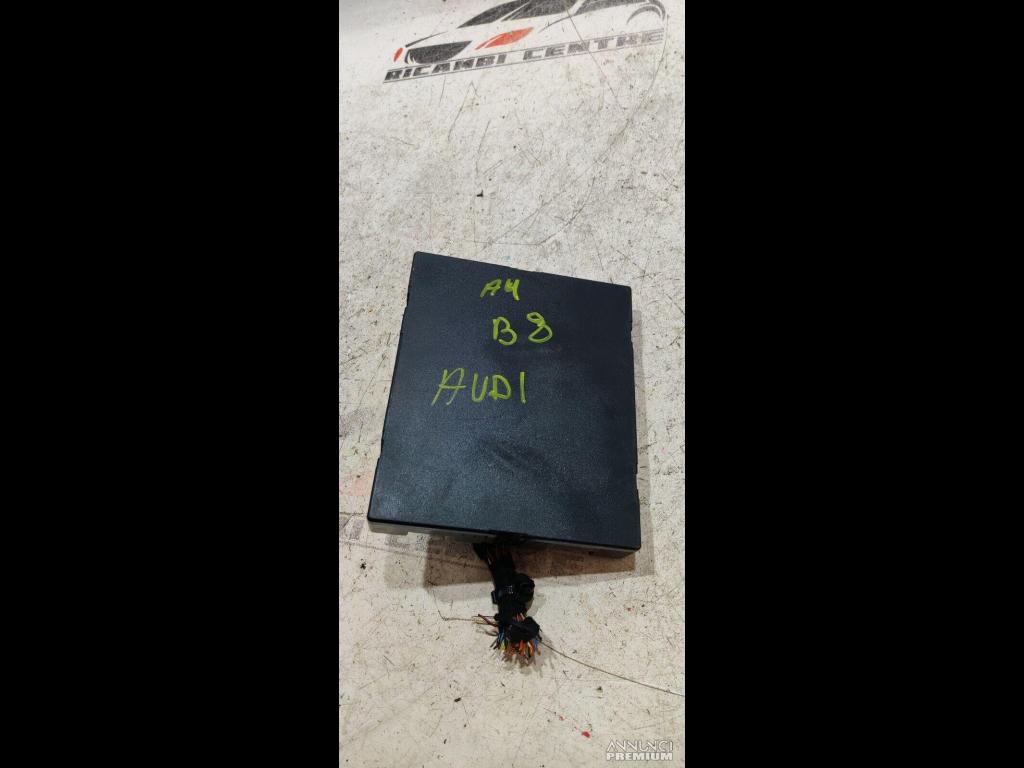 RICAMBI CENTRE
A4
B8
AUDI
ANNUNCI
PREMIUM